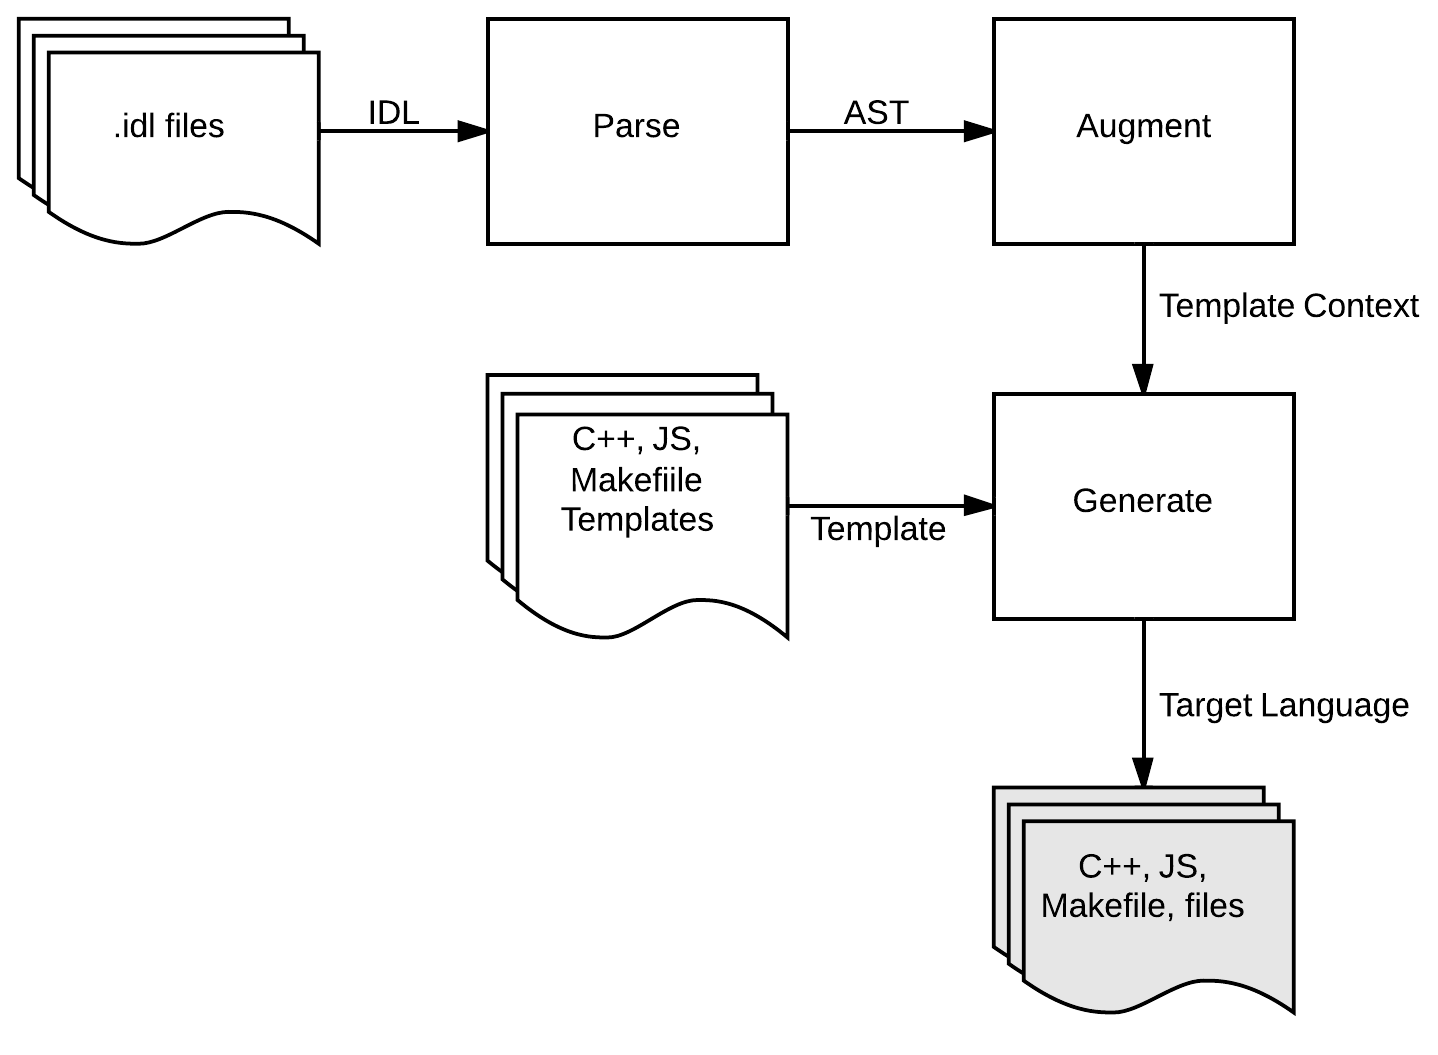 .idl files
IDL
Parse
AST
Augment
Template Context
C++, JS,
Makefiile
Templates
Template
Generate
Target Language
C++, JS,
Makefile, files